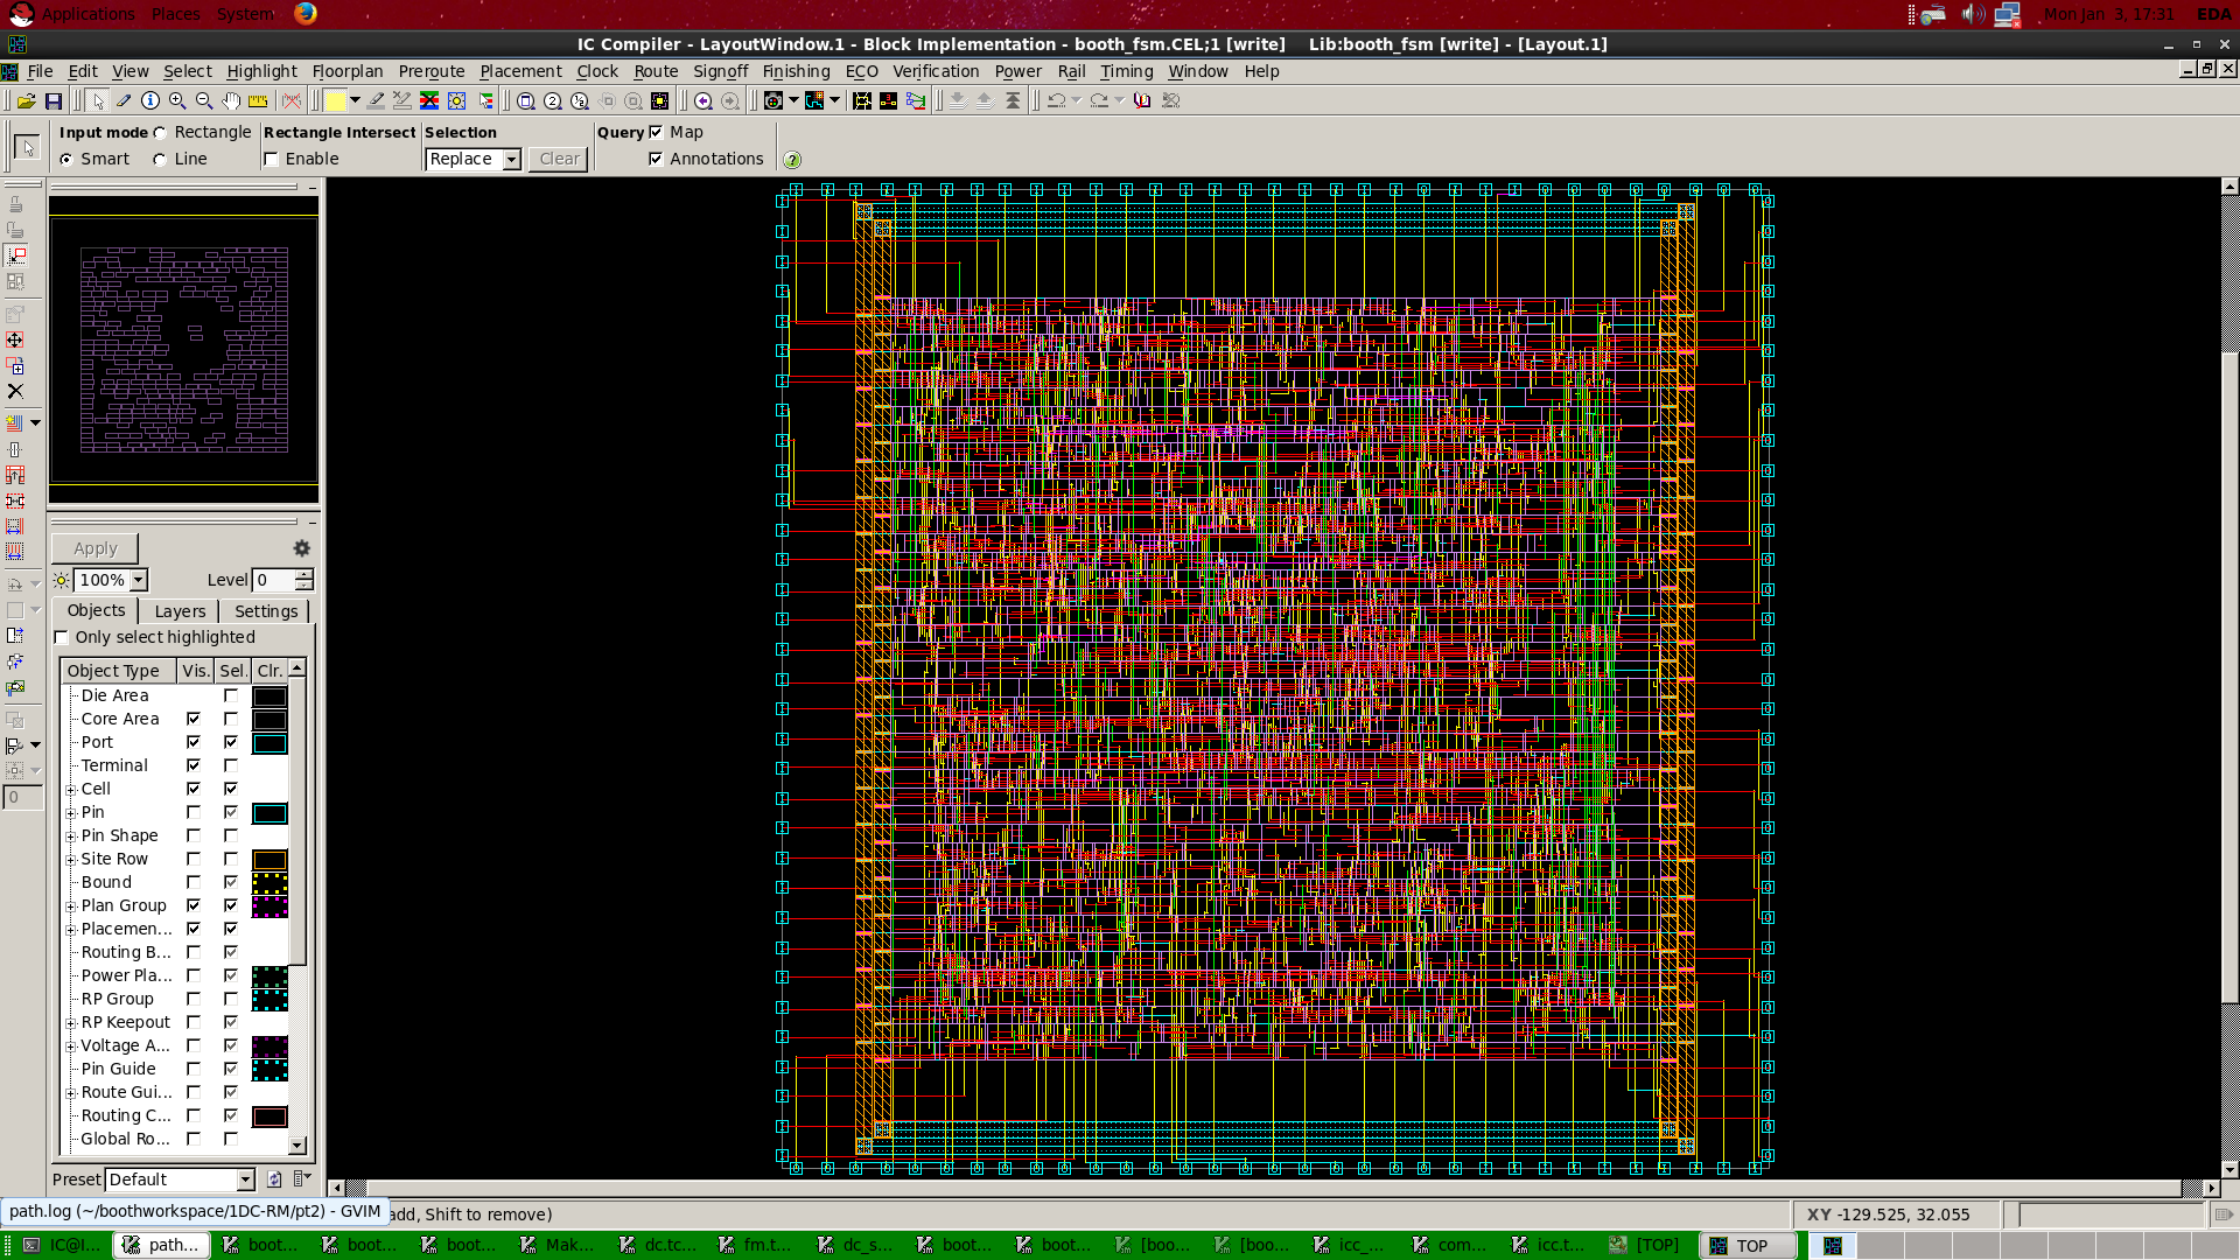 Applications Places System Mon Jan 3, 17:31 EDA
IC Compiler - LayoutWindow.1 - Block Implementation - booth_fsm.CEL;1 [write] Lib:booth_fsm [write] - [Layout.1]
File Edit View Select Highlight Floorplan Preroute Placement Clock Route Signoff Finishing ECO Verification Power Rail Timing Window Help
Input mode Rectangle Rectangle Intersect Selection Query Map
Smart Line Enable Replace Clear Annotations
Apply
100% Level 0
Objects Layers Settings
Only select highlighted
Object Type Vis. Sel. Clr.
Die Area
Core Area
Port
Terminal
Cell
Pin
Pin Shape
Site Row
Bound
Plan Group
Placemen...
Routing B...
Power Pla...
RP Group
RP Keepout
Voltage A...
Pin Guide
Route Gui...
Routing C...
Global Ro...
0
Preset Default
path.log (~/boothworkspace/1DC-RM/pt2) - GVIM
add, Shift to remove)
XY -129.525, 32.055
IC@l... path... boot... boot... boot... Mak... dc.tc... fm.t... dc_s... boot... boot... [boo... [boo... icc_... com... icc.t... [TOP] TOP